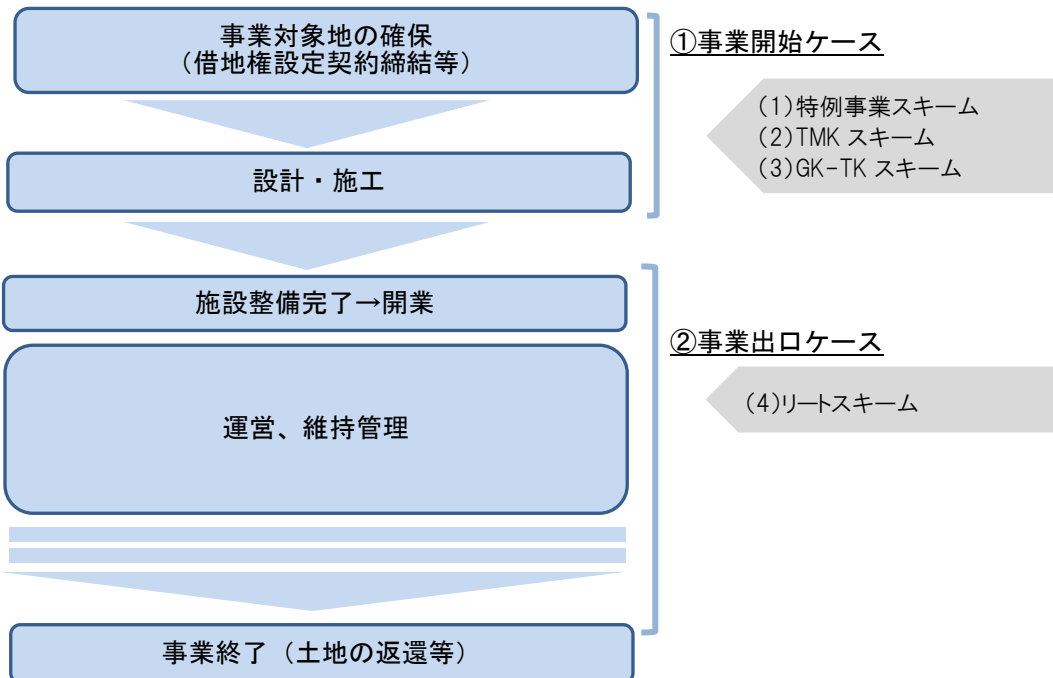 事業対象地の確保
（借地権設定契約締結等）
①事業開始ケース
(1)特例事業スキーム
(2)TMK スキーム
(3)GK-TK スキーム
設計・施工
施設整備完了→開業
②事業出口ケース
(4)リートスキーム
運営、維持管理
事業終了（土地の返還等）